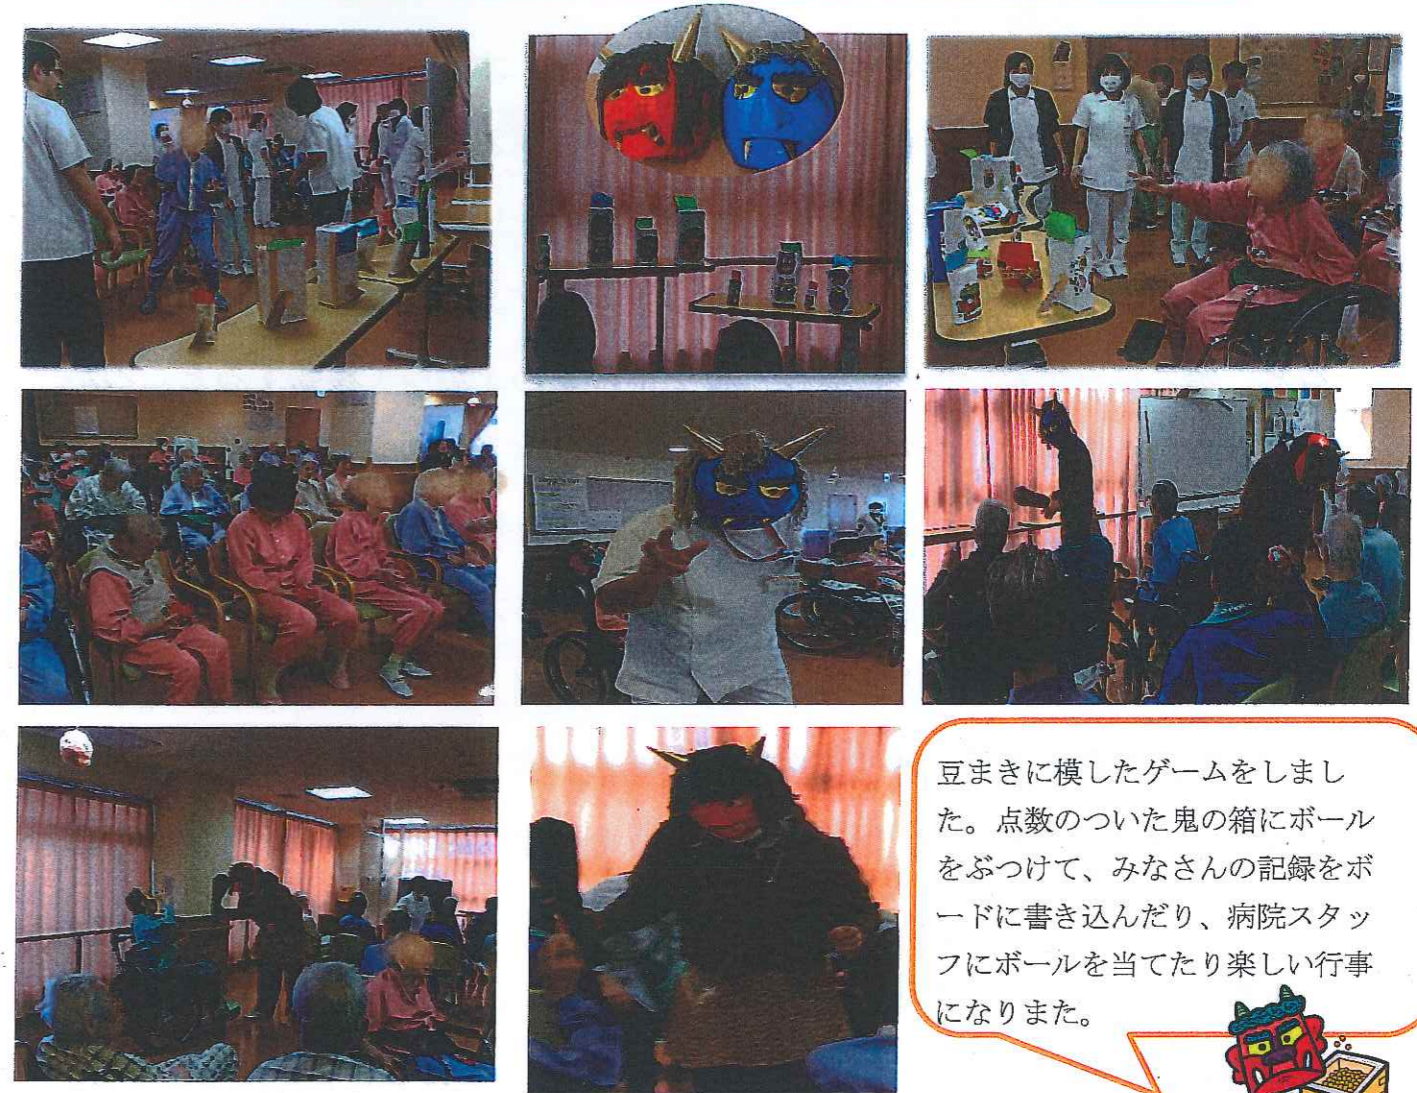 豆まきに模したゲームをしまし
た。点数のついた鬼の箱にボール
をぶつけて、みなさんの記録をボ
ードに書き込んだり、病院スタッ
フにボールを当てたり楽しい行事
になりまた。